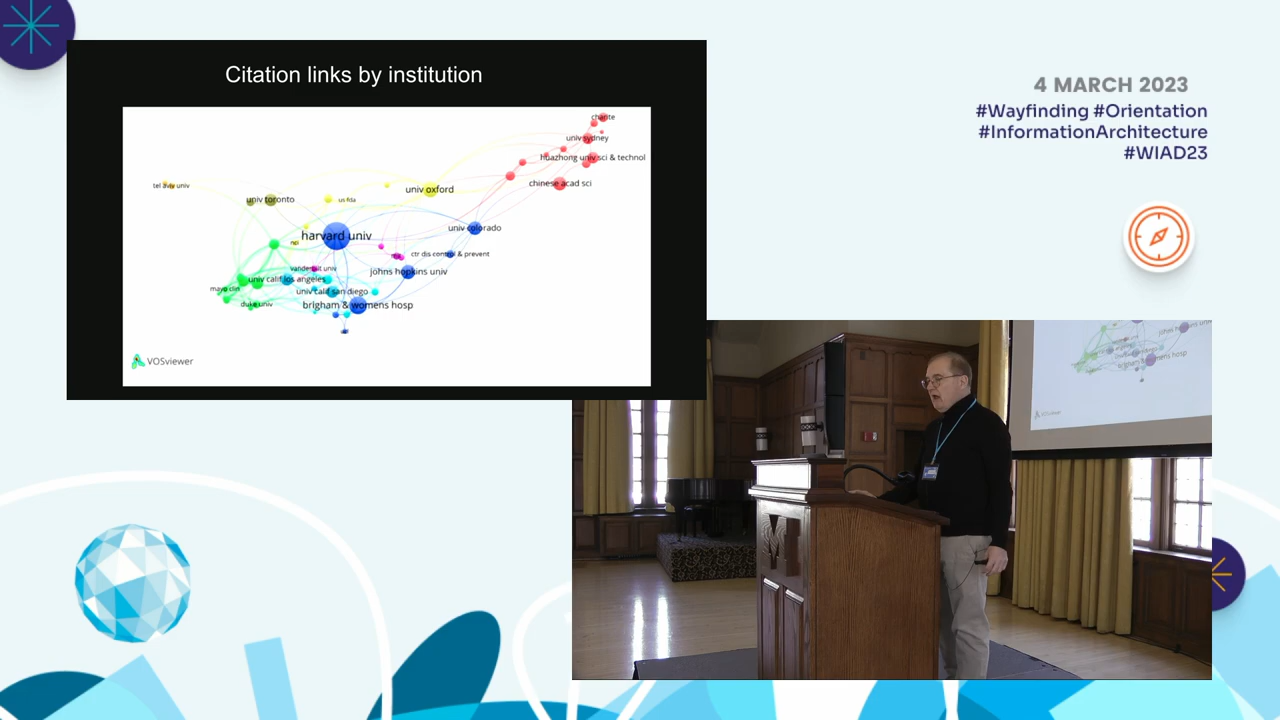 Citation links by institution
charite
univ sydney
huazhong univ sci & technol
chinese acad sci
tel aviv univ
univ toronto
us fda
univ oxford
harvard univ
univ colorado
nci
ctr dis control & prevent
vanderbilt univ
johns hopkins univ
univ calif los angeles
mayo clin
univ calif san diego
duke univ
brigham & womens hosp
VOSviewer
4 MARCH 2023
#Wayfinding #Orientation
#InformationArchitecture
#WIAD23
M